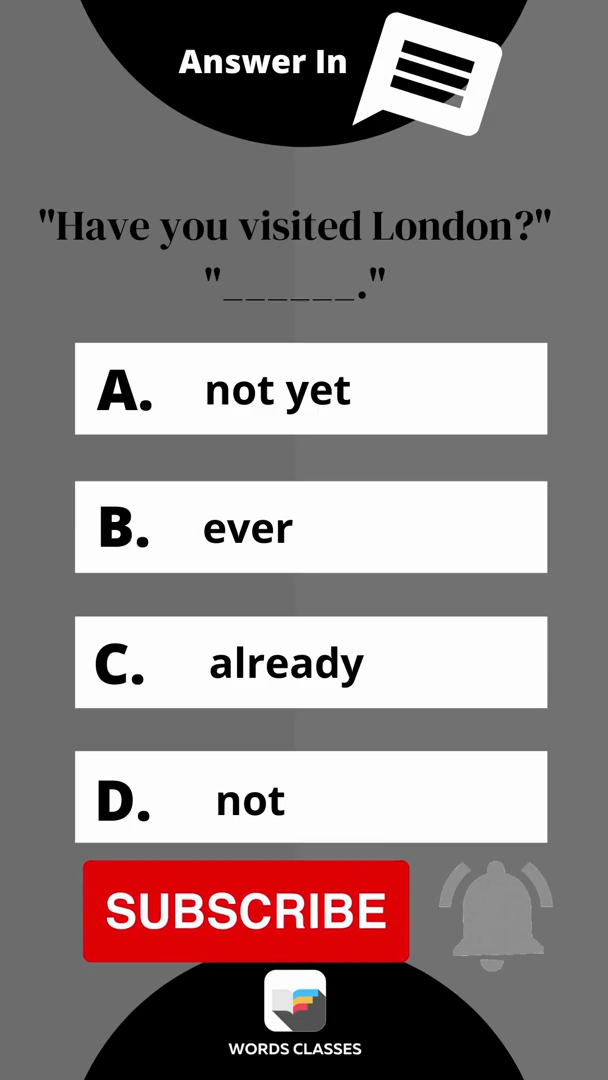 Answer In
"Have you visited London?"
"______."
A. not yet
B. ever
C. already
D. not
SUBSCRIBE
WORDS CLASSES